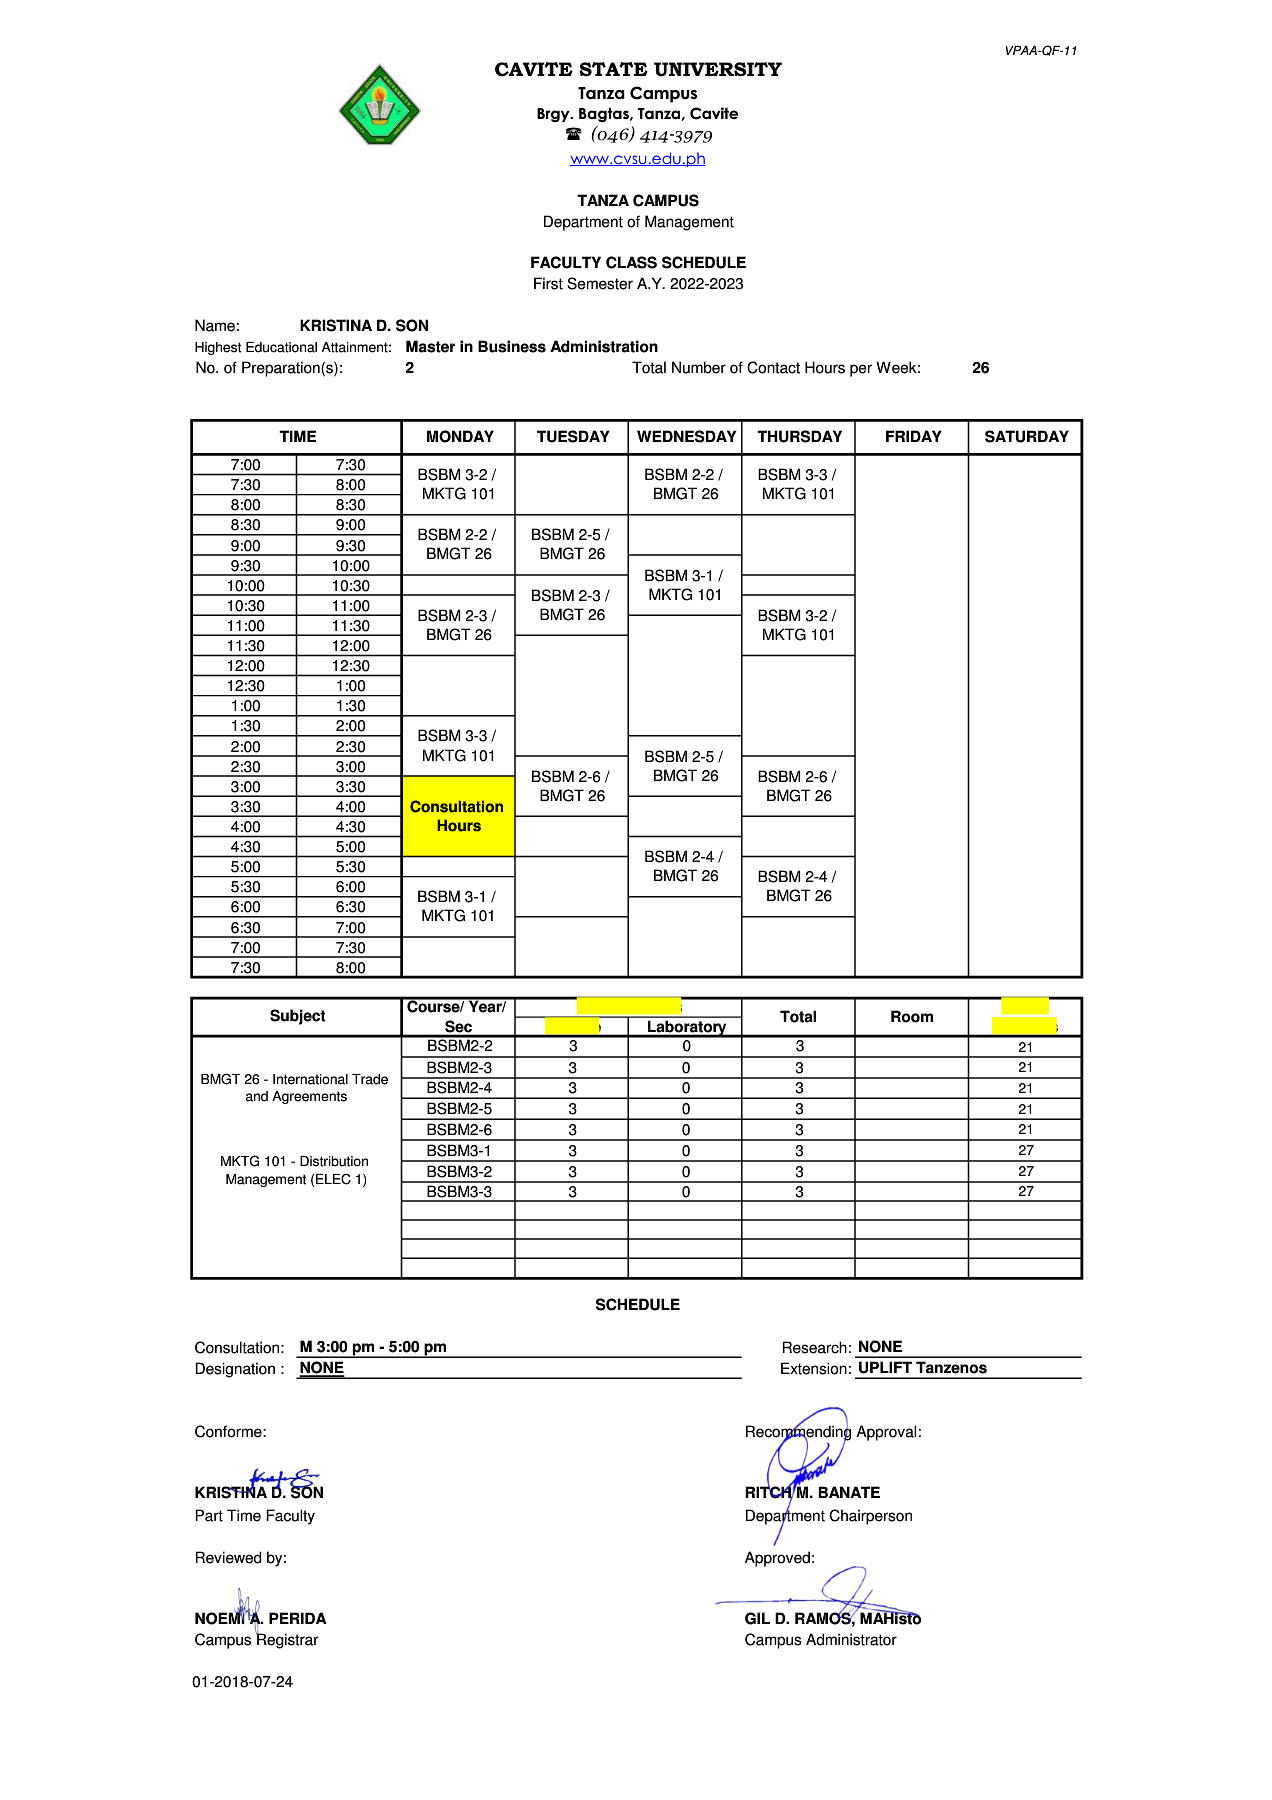 VPAA-QF-11
CAVITE STATE UNIVERSITY
Tanza Campus
Brgy. Bagtas, Tanza, Cavite
☎ (046) 414-3979
www.cvsu.edu.ph
TANZA CAMPUS
Department of Management
FACULTY CLASS SCHEDULE
First Semester A.Y. 2022-2023
Name: KRISTINA D. SON
Highest Educational Attainment: Master in Business Administration
No. of Preparation(s): 2 Total Number of Contact Hours per Week: 26
TIME MONDAY TUESDAY WEDNESDAY THURSDAY FRIDAY SATURDAY
7:00 7:30 BSBM 3-2 / BSBM 2-2 / BSBM 3-3 /
7:30 8:00 MKTG 101 BMGT 26 MKTG 101
8:00 8:30
8:30 9:00 BSBM 2-2 / BSBM 2-5 /
9:00 9:30 BMGT 26 BMGT 26
9:30 10:00 BSBM 3-1 /
10:00 10:30 BSBM 2-3 / MKTG 101
10:30 11:00 BSBM 2-3 / BMGT 26 BSBM 3-2 /
11:00 11:30 BMGT 26 MKTG 101
11:30 12:00
12:00 12:30
12:30 1:00
1:00 1:30
1:30 2:00 BSBM 3-3 /
2:00 2:30 MKTG 101 BSBM 2-5 /
2:30 3:00 BSBM 2-6 / BMGT 26 BSBM 2-6 /
3:00 3:30 BMGT 26 BMGT 26
3:30 4:00 Consultation
4:00 4:30 Hours
4:30 5:00 BSBM 2-4 /
5:00 5:30 BMGT 26 BSBM 2-4 /
5:30 6:00 BSBM 3-1 / BMGT 26
6:00 6:30 MKTG 101
6:30 7:00
7:00 7:30
7:30 8:00
Subject Course/ Year/ Total Room
Sec Laboratory
BSBM2-2 3 0 3 21
BMGT 26 - International Trade BSBM2-3 3 0 3 21
and Agreements BSBM2-4 3 0 3 21
BSBM2-5 3 0 3 21
BSBM2-6 3 0 3 21
MKTG 101 - Distribution BSBM3-1 3 0 3 27
Management (ELEC 1) BSBM3-2 3 0 3 27
BSBM3-3 3 0 3 27
SCHEDULE
Consultation: M 3:00 pm - 5:00 pm Research: NONE
Designation : NONE Extension: UPLIFT Tanzenos
Conforme: Recommending Approval:
KRISTINA D. SON RITCH M. BANATE
Part Time Faculty Department Chairperson
Reviewed by: Approved:
NOEMI A. PERIDA GIL D. RAMOS, MAHisto
Campus Registrar Campus Administrator
01-2018-07-24